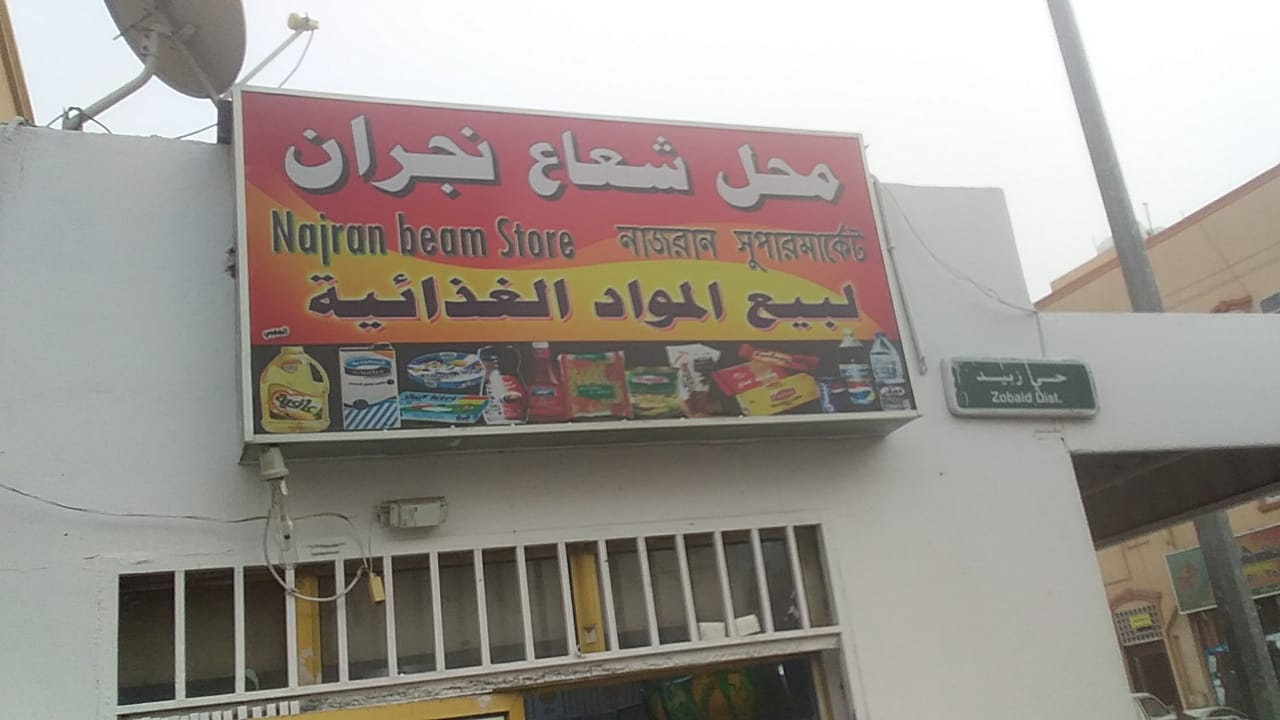 محل شعاع نجران
Najran beam Store নাজরান সুপারমার্কেট
لبيع المواد الغذائية
حي زبيد
Zobaid Dist.